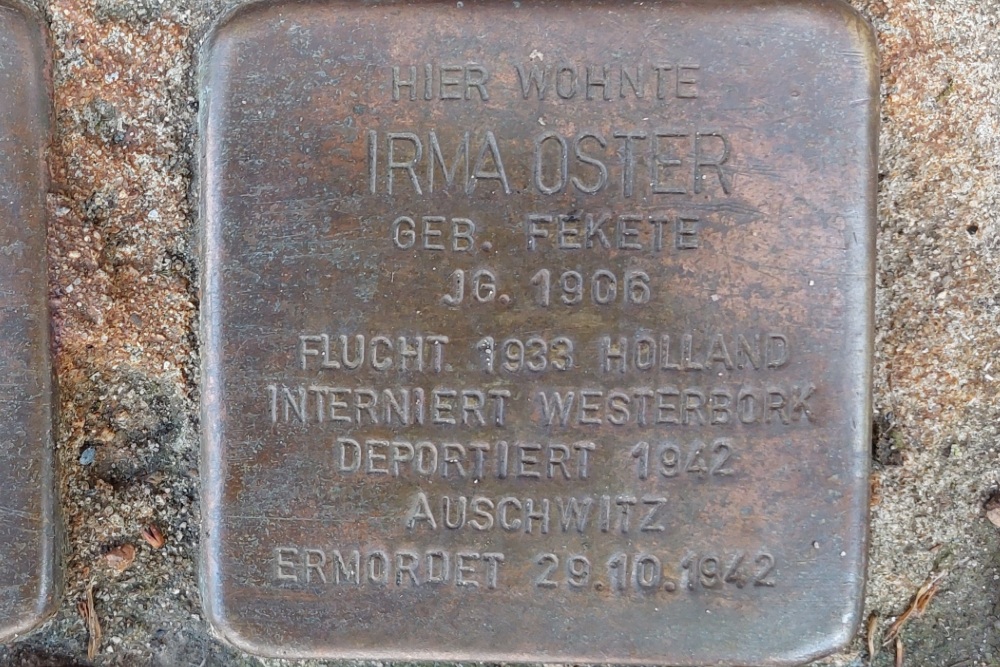 HIER WOHNTE
IRMA OSTER
GEB. FEKETE
JG. 1906
FLUCHT 1933 HOLLAND
INTERNIERT WESTERBORK
DEPORTIERT 1942
AUSCHWITZ
ERMORDET 29.10.1942